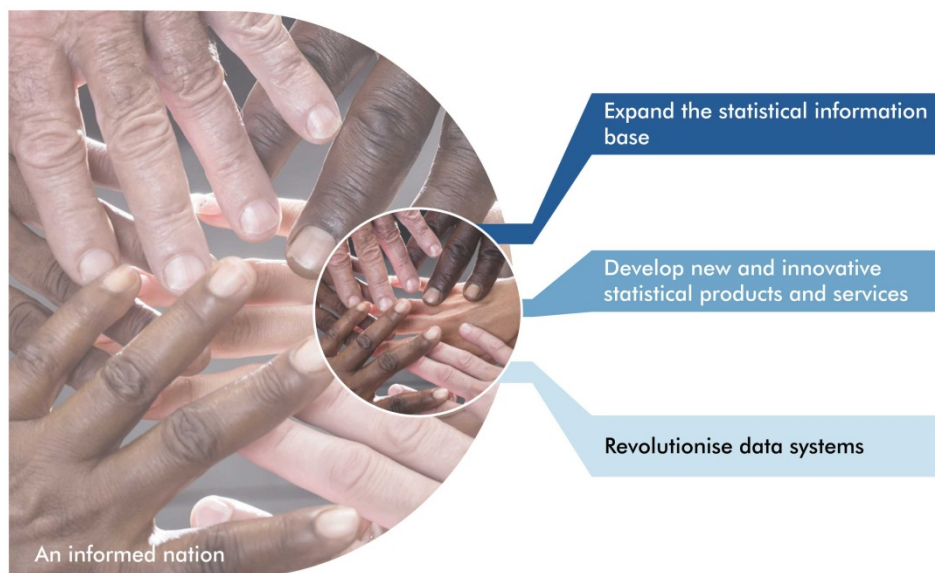 Expand the statistical information
base
Develop new and innovative
statistical products and services
Revolutionise data systems
An informed nation